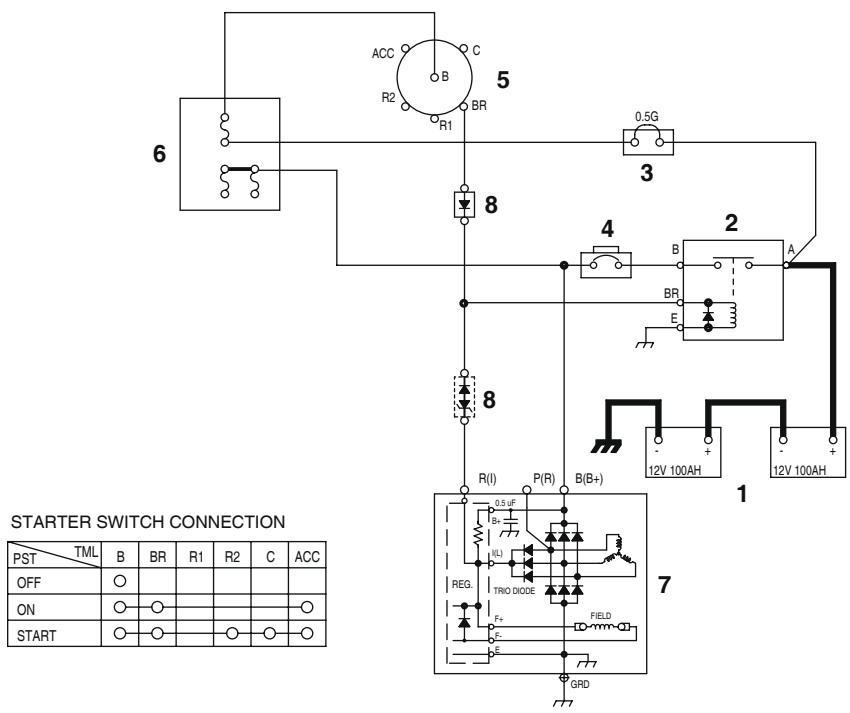 ACC
C
B
5
R2
BR
R1
6
0.5G
3
8
4
2
B
A
BR
E
8
- +
- +
12V 100AH
12V 100AH
1
R(I)
P(R)
B(B+)
0.5 uF
B+
I(L)
REG.
TRIO DIODE
7
FIELD
F+
F-
E
GRD
STARTER SWITCH CONNECTION
PST TML B BR R1 R2 C ACC
OFF
ON
START